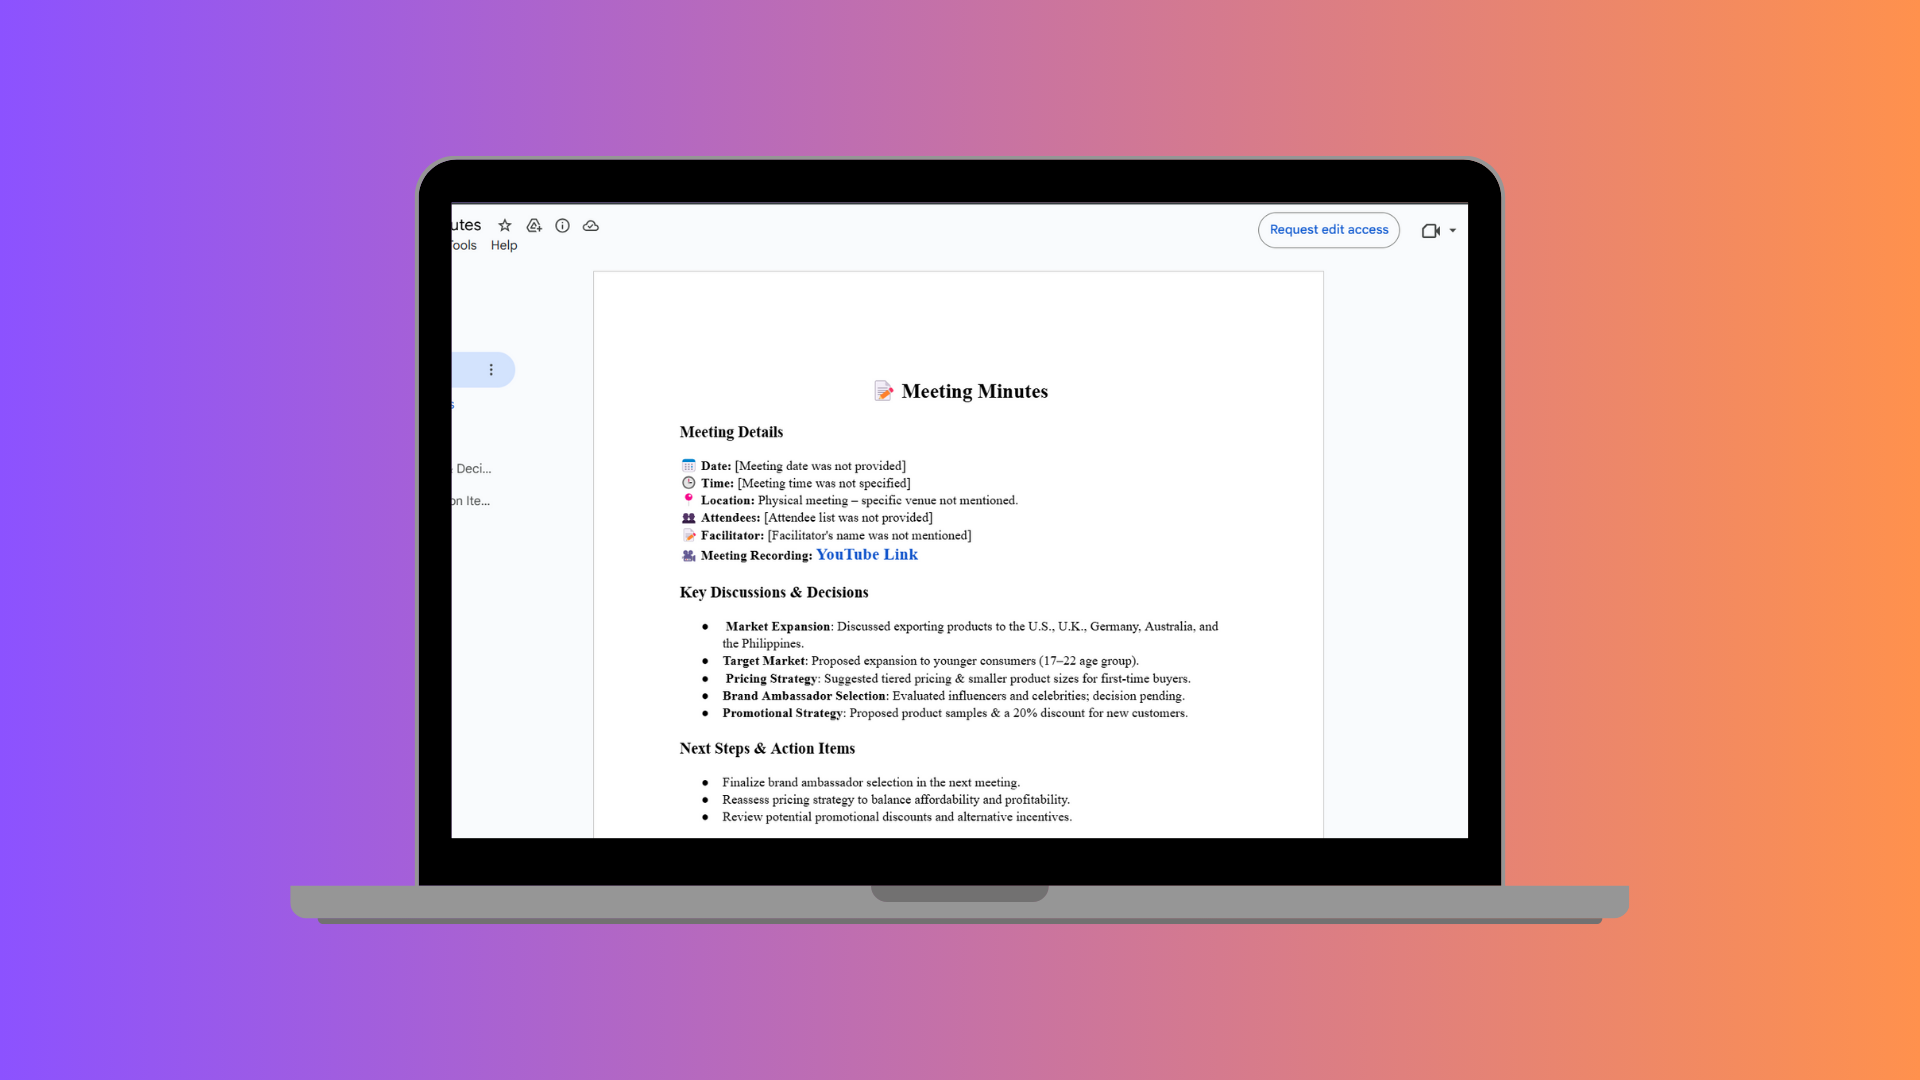 utes
Tools Help
Request edit access
s
Deci...
on Ite...
Meeting Minutes
Meeting Details
Date: [Meeting date was not provided]
Time: [Meeting time was not specified]
Location: Physical meeting – specific venue not mentioned.
Attendees: [Attendee list was not provided]
Facilitator: [Facilitator's name was not mentioned]
Meeting Recording: YouTube Link
Key Discussions & Decisions
● Market Expansion: Discussed exporting products to the U.S., U.K., Germany, Australia, and
the Philippines.
● Target Market: Proposed expansion to younger consumers (17–22 age group).
● Pricing Strategy: Suggested tiered pricing & smaller product sizes for first-time buyers.
● Brand Ambassador Selection: Evaluated influencers and celebrities; decision pending.
● Promotional Strategy: Proposed product samples & a 20% discount for new customers.
Next Steps & Action Items
● Finalize brand ambassador selection in the next meeting.
● Reassess pricing strategy to balance affordability and profitability.
● Review potential promotional discounts and alternative incentives.